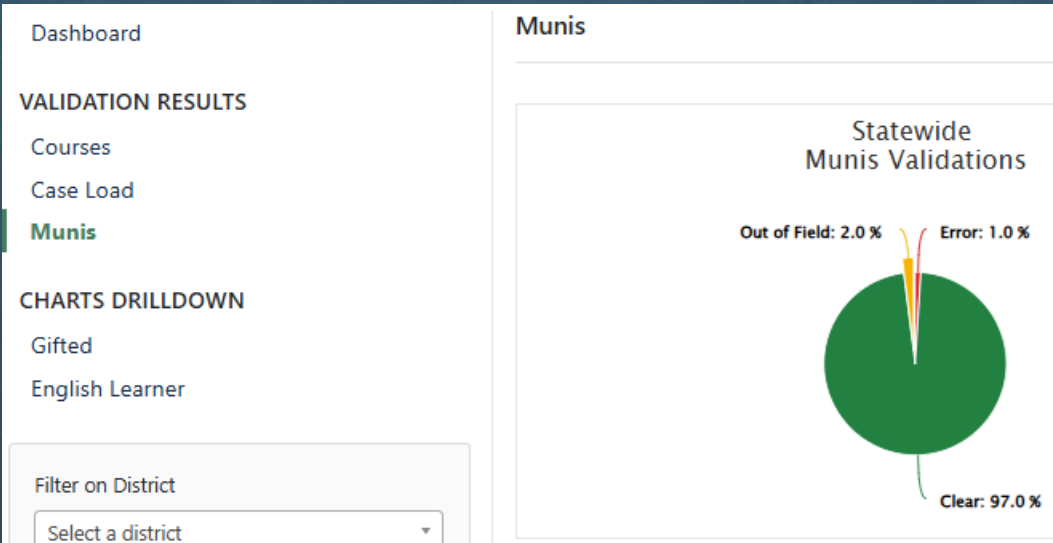 Dashboard
VALIDATION RESULTS
Courses
Case Load
Munis
CHARTS DRILLDOWN
Gifted
English Learner
Filter on District
Select a district
Munis
Statewide
Munis Validations
Out of Field: 2.0 %
Error: 1.0 %
Clear: 97.0 %